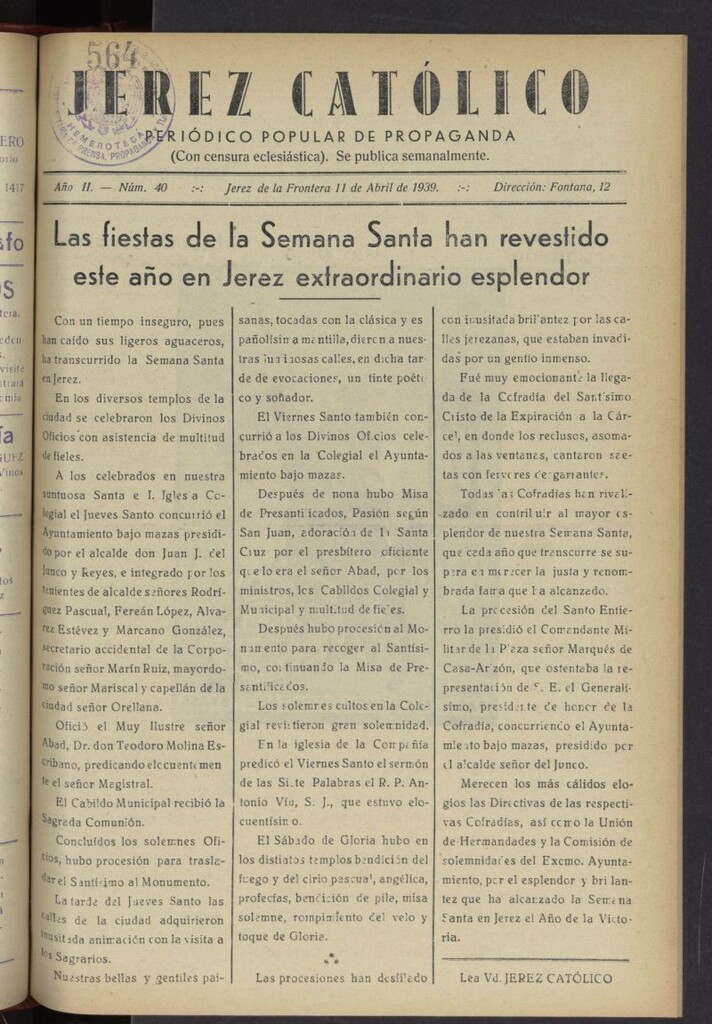 564
JEREZ CATÓLICO
HEMEROTECA
PRENSA, PROPAGANDA
PERIÓDICO POPULAR DE PROPAGANDA
(Con censura eclesiástica). Se publica semanalmente.
Año II. — Núm. 40 :-: Jerez de la Frontera 11 de Abril de 1939. :-: Dirección: Fontana, 12
Las fiestas de la Semana Santa han revestido
este año en Jerez extraordinario esplendor
Con un tiempo inseguro, pues
han caído sus ligeros aguaceros,
ha transcurrido la Semana Santa
en Jerez.
En los diversos templos de la
ciudad se celebraron los Divinos
Oficios con asistencia de multitud
de fieles.
A los celebrados en nuestra
suntuosa Santa e I. Iglesia Co-
legial el Jueves Santo concurrió el
Ayuntamiento bajo mazas presidi-
do por el alcalde don Juan J. del
Junco y Reyes, e integrado por los
tenientes de alcalde señores Rodrí-
guez Pascual, Fereán López, Alva-
rez Estévez y Marcano González,
secretario accidental de la Corpo-
ración señor Marín Ruiz, mayordo-
mo señor Mariscal y capellán de la
ciudad señor Orellana.
Ofició el Muy Ilustre señor
Abad, Dr. don Teodoro Molina Es-
cribano, predicando elocuentemen
te el señor Magistral.
El Cabildo Municipal recibió la
Sagrada Comunión.
Concluídos los solemnes Ofi-
cios, hubo procesión para trasla-
dar el Santísimo al Monumento.
La tarde del Jueves Santo las
calles de la ciudad adquirieron
inusitada animación con la visita a
los Sagrarios.
Nuestras bellas y gentiles pai-
sanas, tocadas con la clásica y es
pañolísima mantilla, dieron a nues-
tras luminosas calles, en dicha tar-
de de evocaciones, un tinte poéti
co y soñador.
El Viernes Santo también con-
currió a los Divinos Oficios cele-
brados en la Colegial el Ayunta-
miento bajo mazas.
Después de nona hubo Misa
de Presantificados, Pasión según
San Juan, adoración de la Santa
Cruz por el presbítero oficiante
que lo era el señor Abad, por los
ministros, los Cabildos Colegial y
Municipal y multitud de fieles.
Después hubo procesión al Mo-
numento para recoger al Santísi-
mo, continuando la Misa de Pre-
santificados.
Los solemnes cultos en la Cole-
gial revistieron gran solemnidad.
En la iglesia de la Compañía
predicó el Viernes Santo el sermón
de las Siete Palabras el R. P. An-
tonio Viu, S. J., que estuvo elo-
cuentísimo.
El Sábado de Gloria hubo en
los distintos templos bendición del
fuego y del cirio pascual, angélica,
profecías, bendición de pila, misa
solemne, rompimiento del velo y
toque de Gloria.
Las procesiones han desfilado
con inusitada brillantez por las ca-
lles jerezanas, que estaban invadi-
das por un gentío inmenso.
Fué muy emocionante la llega-
da de la Cofradía del Santísimo
Cristo de la Expiración a la Cár-
cel, en donde los reclusos, asoma-
dos a las ventanas, cantaron sae-
tas con fervores desgarrantes.
Todas las Cofradías han rivali-
zado en contribuir al mayor es-
plendor de nuestra Semana Santa,
que cada año que transcurre se su-
pera en merecer la justa y renom-
brada fama que ha alcanzado.
La procesión del Santo Entie-
rro la presidió el Comandante Mi-
litar de la Plaza señor Marqués de
Casa-Arizón, que ostentaba la re-
presentación de S. E. el Generalí-
simo, presidente de honor de la
Cofradía, concurriendo el Ayunta-
miento bajo mazas, presidido por
el alcalde señor del Junco.
Merecen los más cálidos elo-
gios las Directivas de las respecti-
vas Cofradías, así como la Unión
de Hermandades y la Comisión de
solemnidades del Excmo. Ayunta-
miento, por el esplendor y brillan
tez que ha alcanzado la Semana
Santa en Jerez el Año de la Victo-
ria.
Lea Vd. JEREZ CATÓLICO